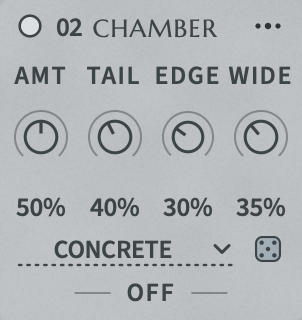 02 CHAMBER
AMT TAIL EDGE WIDE
50% 40% 30% 35%
CONCRETE
OFF